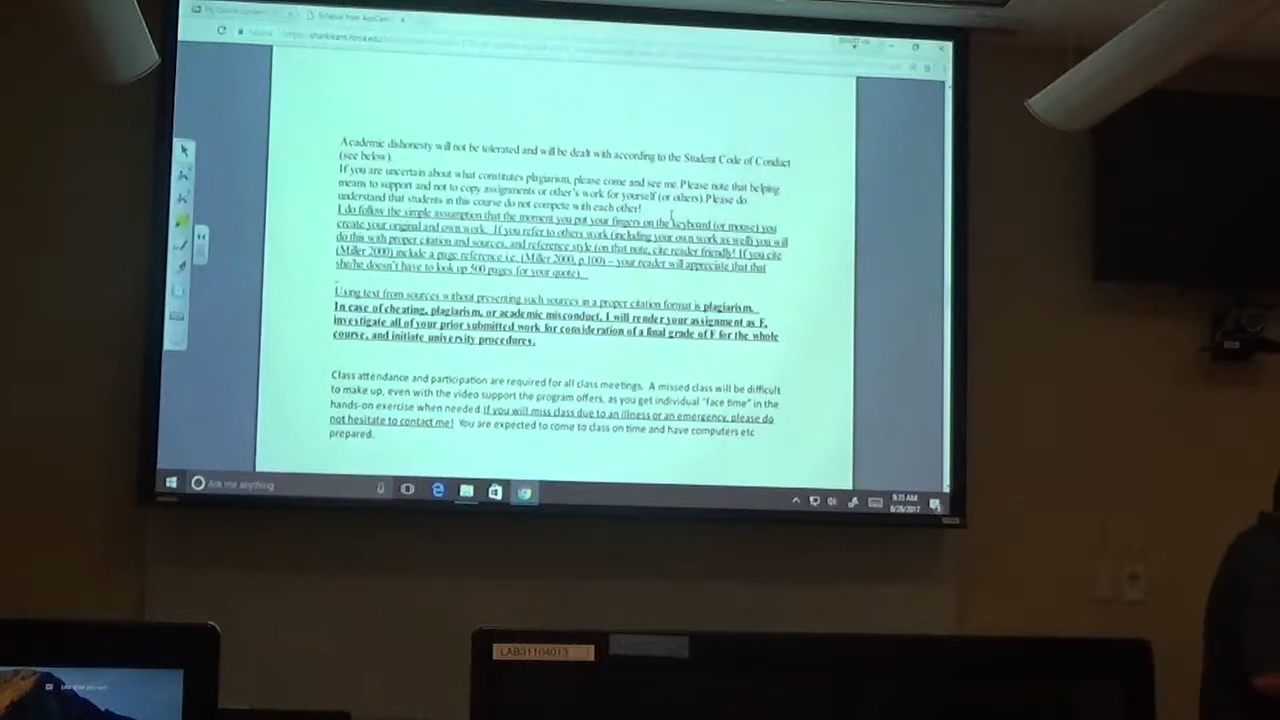 Syllabus
sharklearn.nova.edu
Academic dishonesty will not be tolerated and will be dealt with according to the Student Code of Conduct
(see below).
If you are uncertain about what constitutes plagiarism, please come and see me. Please note that helping
means to support and not to copy assignments or other's work for yourself (or others). Please do
understand that students in this course do not compete with each other!
I do follow the simple assumption that the moment you put your fingers on the keyboard (or mouse) you
create your original and own work. If you refer to others work (including your own work as well) you will
do this with proper citation and sources, and reference style (on that note, cite reader friendly! If you cite
(Miller 2000) include a page reference i.e. (Miller 2000, p.100) – your reader will appreciate that that
she/he doesn't have to look up 500 pages for your quote).
Using text from sources without presenting such sources in a proper citation format is plagiarism.
In case of cheating, plagiarism, or academic misconduct, I will render your assignment as F,
investigate all of your prior submitted work for consideration of a final grade of F for the whole
course, and initiate university procedures.
Class attendance and participation are required for all class meetings. A missed class will be difficult
to make up, even with the video support the program offers, as you get individual "face time" in the
hands-on exercise when needed. If you will miss class due to an illness or an emergency, please do
not hesitate to contact me! You are expected to come to class on time and have computers etc
prepared.
Ask me anything
9:35 AM
8/26/2017
LAB31104013